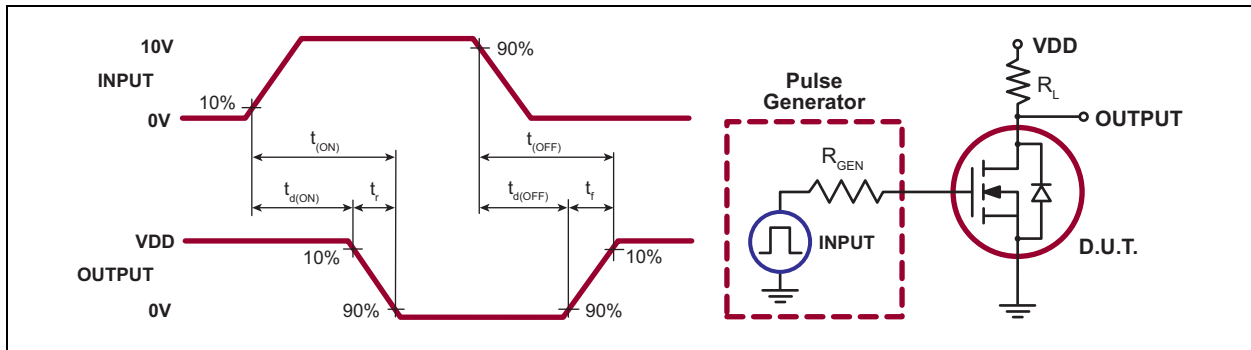 10V
INPUT
0V
10%
90%
t(ON)
t(OFF)
td(ON)
tr
td(OFF)
tf
VDD
OUTPUT
0V
10%
90%
90%
10%
Pulse
Generator
RGEN
INPUT
VDD
RL
OUTPUT
D.U.T.